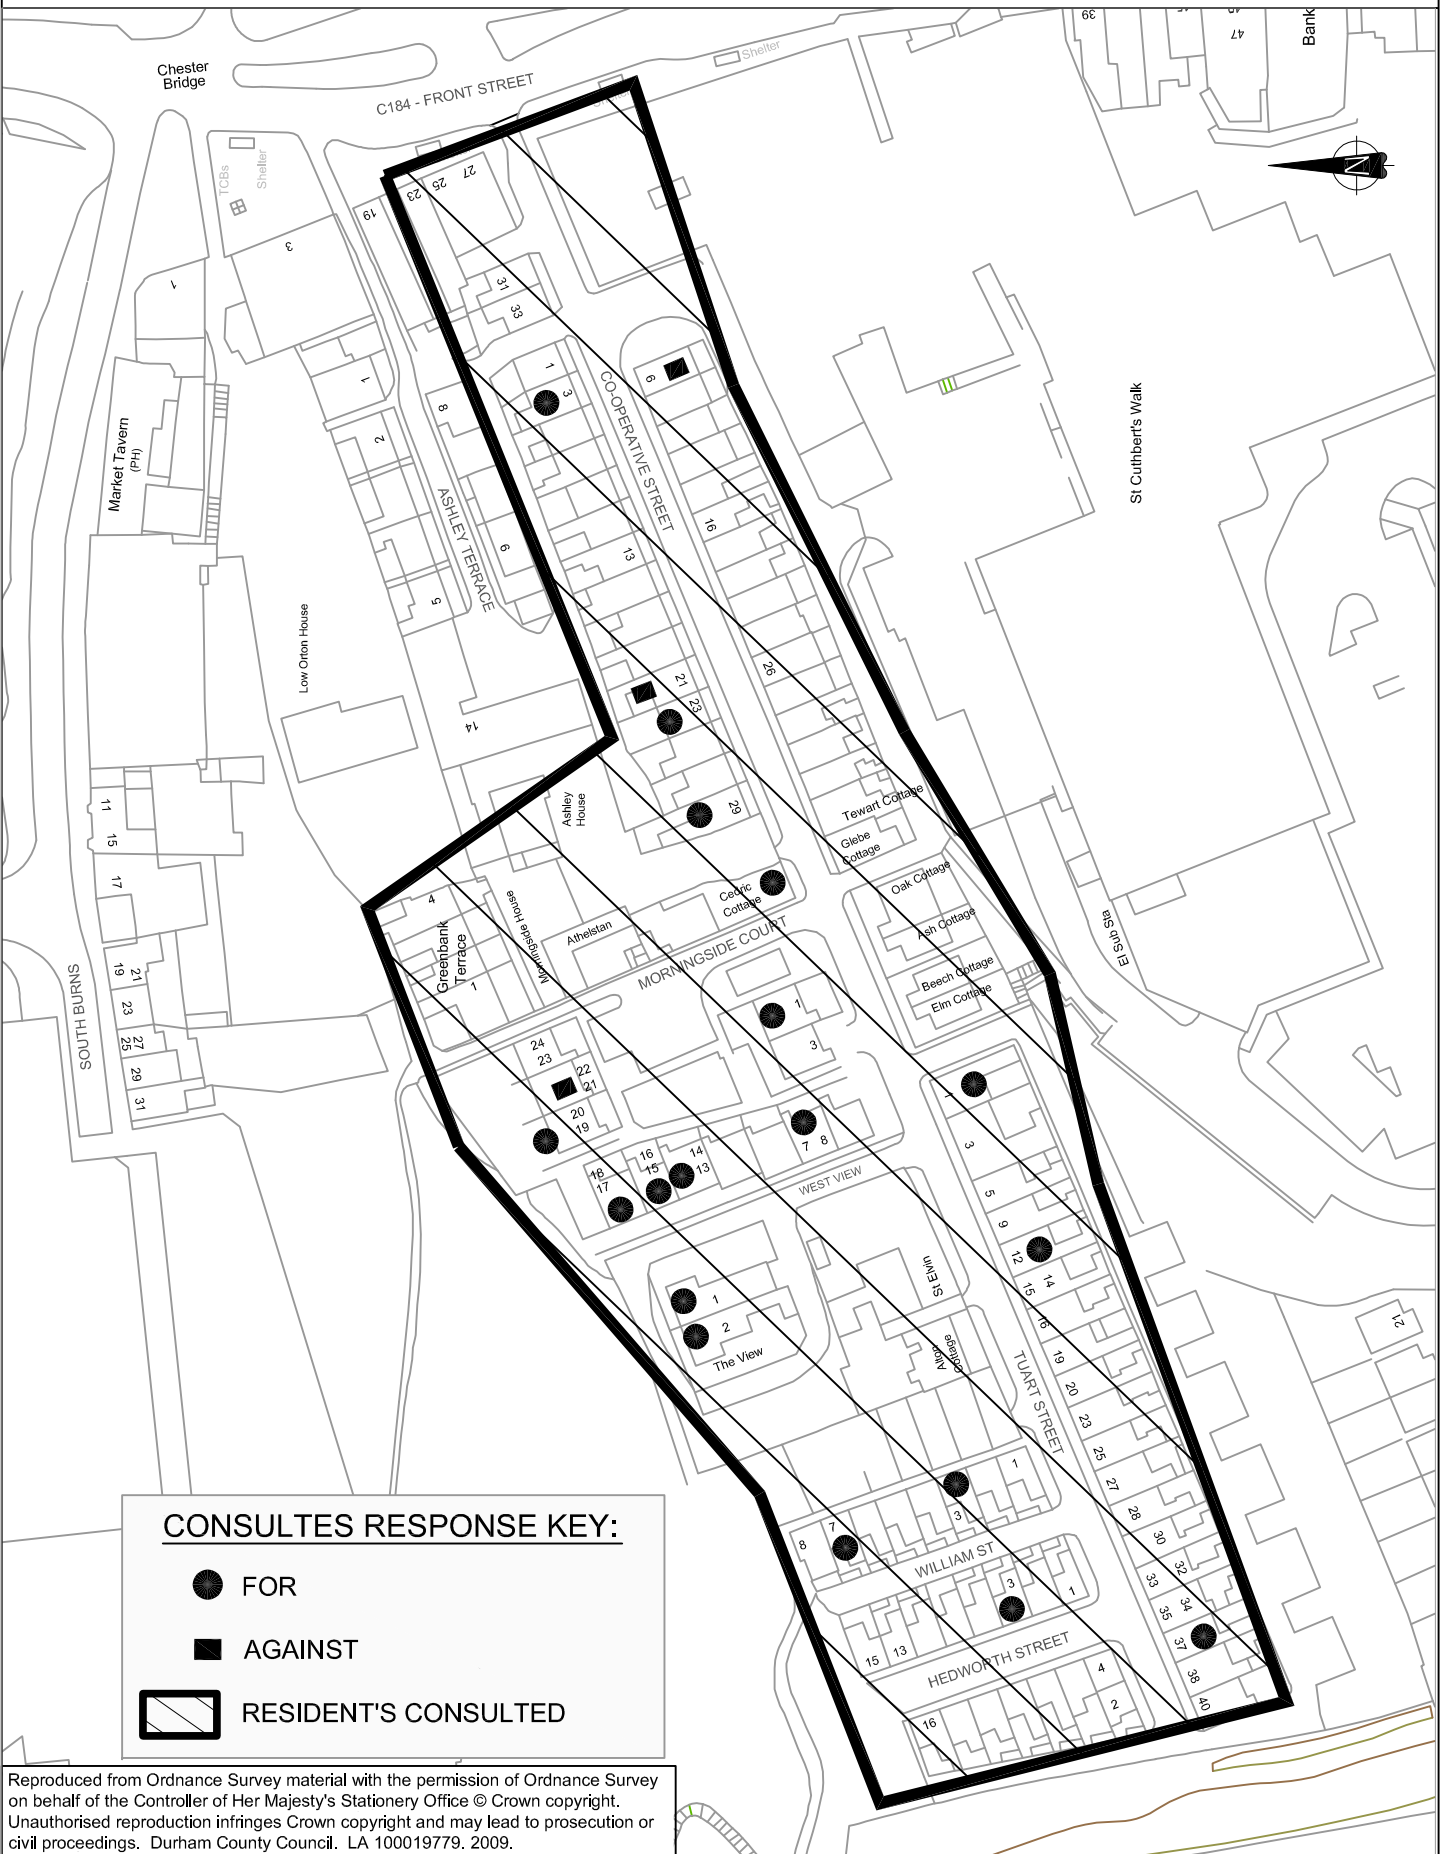 Chester
Bridge
C184 - FRONT STREET
Shelter
39
47
Bank
TCBs
Shelter
19
23
25
27
3
1
31
33
1
3
CO-OPERATIVE STREET
6
Market Tavern
(PH)
1
2
8
ASHLEY TERRACE
6
5
13
16
St Cuthbert's Walk
Low Orton House
14
21
23
26
29
Ashley
House
Tewart Cottage
Glebe
Cottage
Oak Cottage
Ash Cottage
Beech Cottage
Elm Cottage
El Sub Sta
11
15
17
19
21
23
25
27
29
31
SOUTH BURNS
4
Greenbank
Terrace
1
Morningside House
Athelstan
Cedric
Cottage
MORNINGSIDE COURT
1
3
24
23
22
21
20
19
18
17
16
15
14
13
7
8
WEST VIEW
1
3
5
9
12
14
15
16
19
20
23
25
27
28
30
32
33
34
35
37
38
40
TUART STREET
St Elvin
Alton
Cottage
1
2
The View
21
8
7
3
1
WILLIAM ST
3
1
15
13
HEDWORTH STREET
16
4
2
CONSULTES RESPONSE KEY:
FOR
AGAINST
RESIDENT'S CONSULTED
Reproduced from Ordnance Survey material with the permission of Ordnance Survey
on behalf of the Controller of Her Majesty's Stationery Office © Crown copyright.
Unauthorised reproduction infringes Crown copyright and may lead to prosecution or
civil proceedings. Durham County Council. LA 100019779. 2009.
N